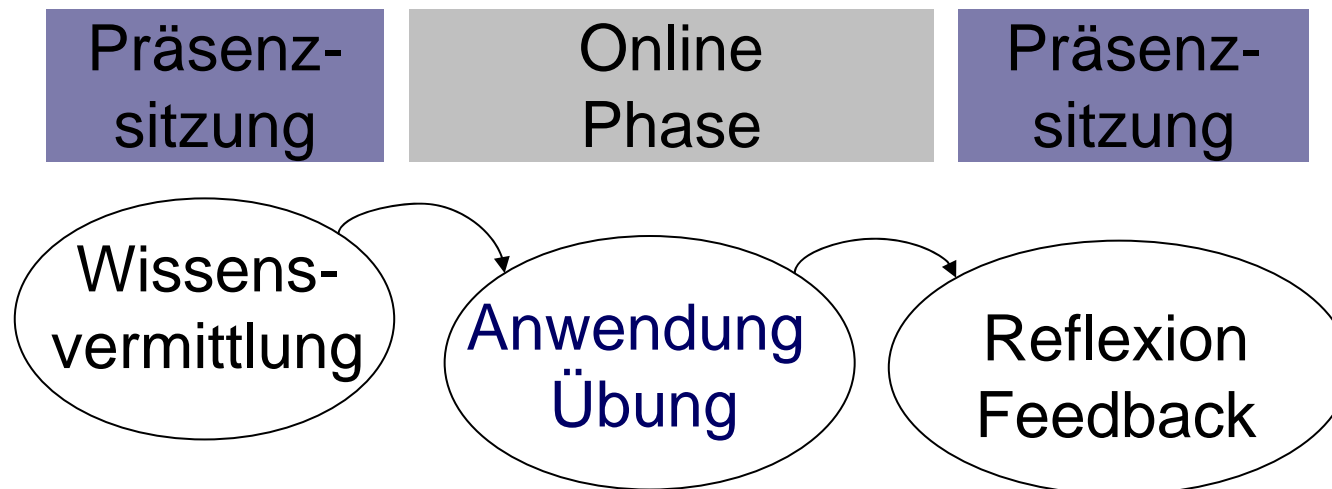 Präsenz-
sitzung
Online
Phase
Präsenz-
sitzung
Wissens-
vermittlung
Anwendung
Übung
Reflexion
Feedback